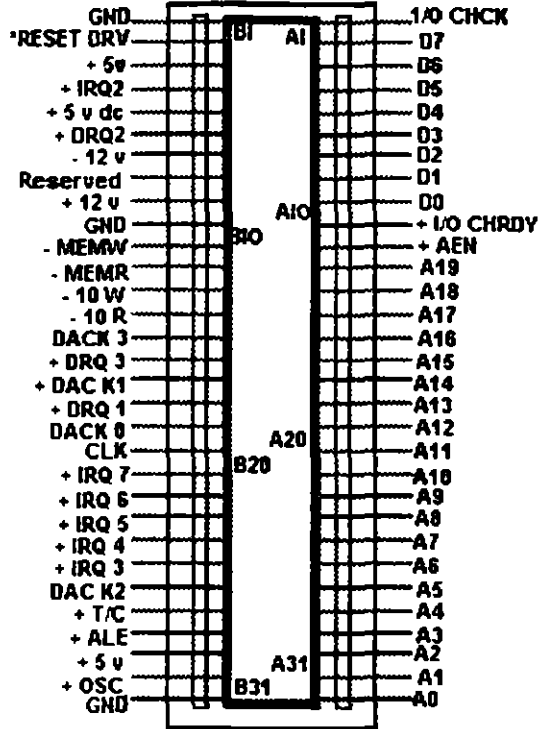 GND B1 A1 1/0 CHCK
*RESET DRV D7
+ 5v D6
+ IRQ2 D5
+ 5 v dc D4
+ DRQ2 D3
- 12 v D2
Reserved D1
+ 12 v A10 D0
GND B10 + I/O CHRDY
- MEMW + AEN
- MEMR A19
- 10 W A18
- 10 R A17
DACK 3 A16
+ DRQ 3 A15
+ DAC K1 A14
+ DRQ 1 A13
DACK 0 A20 A12
CLK B20 A11
+ IRQ 7 A10
+ IRQ 6 A9
+ IRQ 5 A8
+ IRQ 4 A7
+ IRQ 3 A6
DAC K2 A5
+ T/C A4
+ ALE A3
+ 5 v A31 A2
+ OSC B31 A1
GND A0